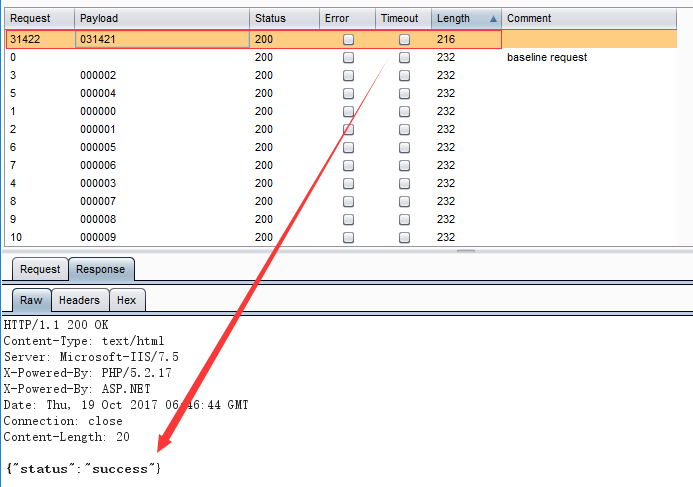 Request Payload Status Error Timeout Length Comment
31422 031421 200 216
0 200 232 baseline request
3 000002 200 232
5 000004 200 232
1 000000 200 232
2 000001 200 232
6 000005 200 232
7 000006 200 232
4 000003 200 232
8 000007 200 232
9 000008 200 232
10 000009 200 232
Request Response
Raw Headers Hex
HTTP/1.1 200 OK
Content-Type: text/html
Server: Microsoft-IIS/7.5
X-Powered-By: PHP/5.2.17
X-Powered-By: ASP.NET
Date: Thu, 19 Oct 2017 06:46:44 GMT
Connection: close
Content-Length: 20
{"status":"success"}